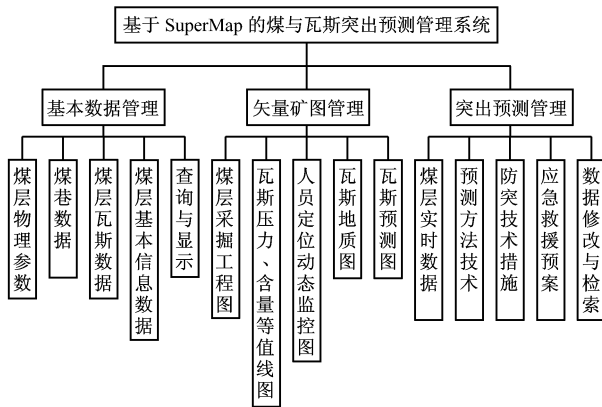 基于 SuperMap 的煤与瓦斯突出预测管理系统
基本数据管理
矢量矿图管理
突出预测管理
煤层物理参数
煤巷数据
煤层瓦斯数据
煤层基本信息数据
查询与显示
煤层采掘工程图
瓦斯压力、含量等值线图
人员定位动态监控图
瓦斯地质图
瓦斯预测图
煤层实时数据
预测方法技术
防突技术措施
应急救援预案
数据修改与检索